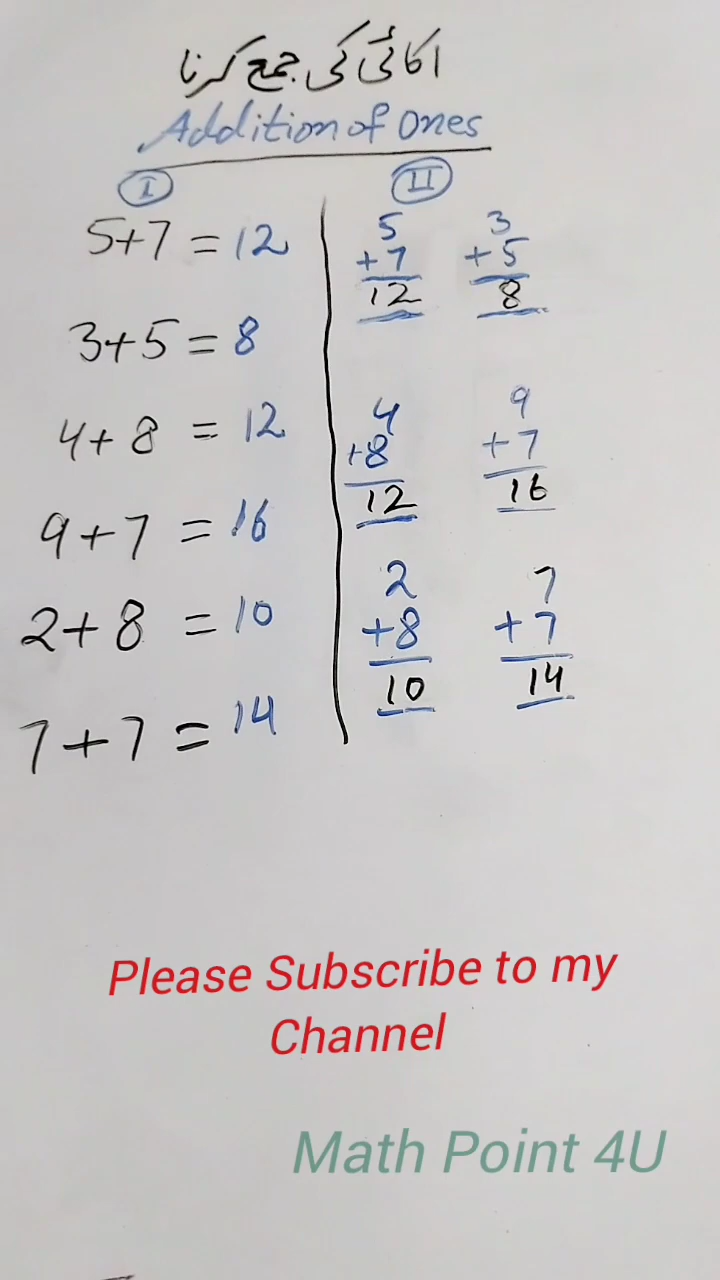 اکائی کی جمع کرنا
Addition of ones
I
5+7 = 12
3+5 = 8
4+8 = 12
9+7 = 16
2+8 = 10
7+7 = 14
II
5
+7
12
3
+5
8
4
+8
12
9
+7
16
2
+8
10
7
+7
14
Please Subscribe to my
Channel
Math Point 4U